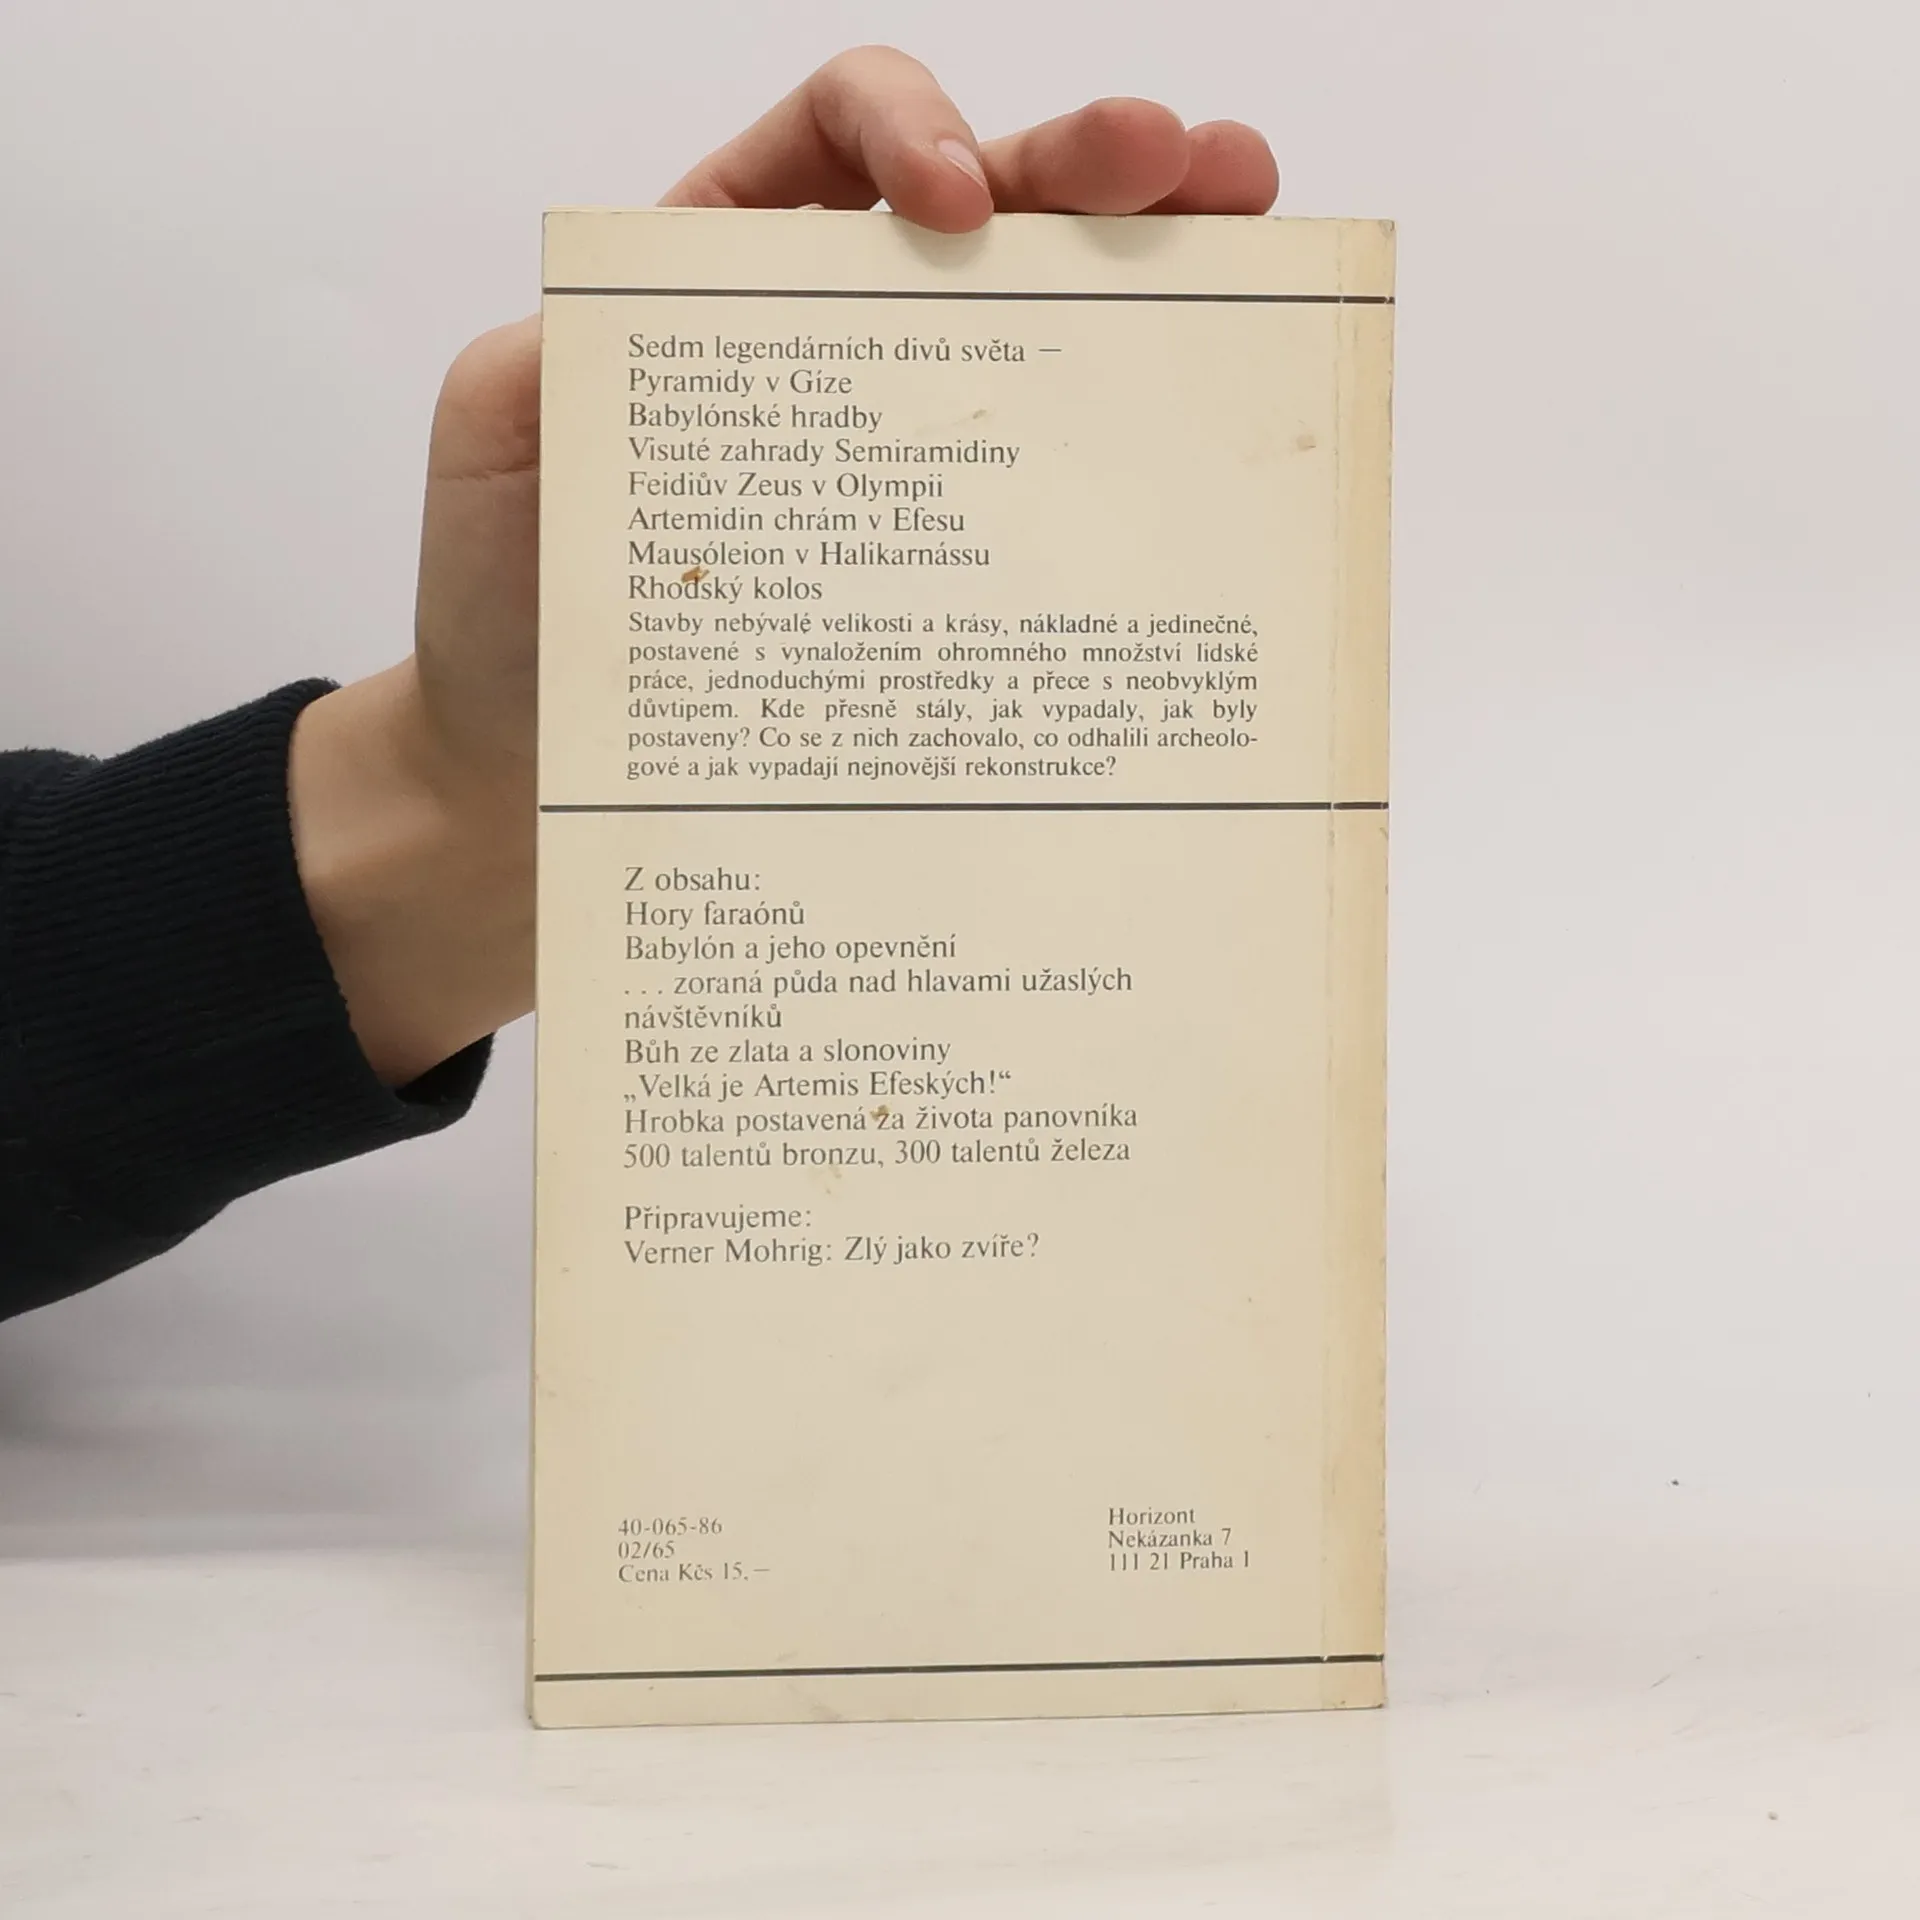 Sedm legendárních divů světa —
Pyramidy v Gíze
Babylónské hradby
Visuté zahrady Semiramidiny
Feidiův Zeus v Olympii
Artemidin chrám v Efesu
Mausóleion v Halikarnássu
Rhodský kolos
Stavby nebývalé velikosti a krásy, nákladné a jedinečné,
postavené s vynaložením ohromného množství lidské
práce, jednoduchými prostředky a přece s neobvyklým
důvtipem. Kde přesně stály, jak vypadaly, jak byly
postaveny? Co se z nich zachovalo, co odhalili archeolo-
gové a jak vypadají nejnovější rekonstrukce?
Z obsahu:
Hory faraónů
Babylón a jeho opevnění
. . . zoraná půda nad hlavami užaslých
návštěvníků
Bůh ze zlata a slonoviny
„Velká je Artemis Efeských!“
Hrobka postavená za života panovníka
500 talentů bronzu, 300 talentů železa
Připravujeme:
Verner Mohrig: Zlý jako zvíře?
40-065-86
02/65
Cena Kčs 15,—
Horizont
Nekázanka 7
111 21 Praha 1